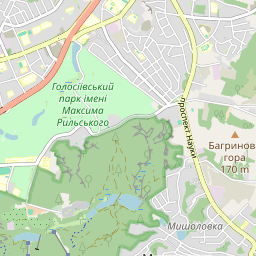 Голосіївський
парк імені
Максима
Рильського
Проспект Науки
Багринова
гора
170 m
Мишоловка